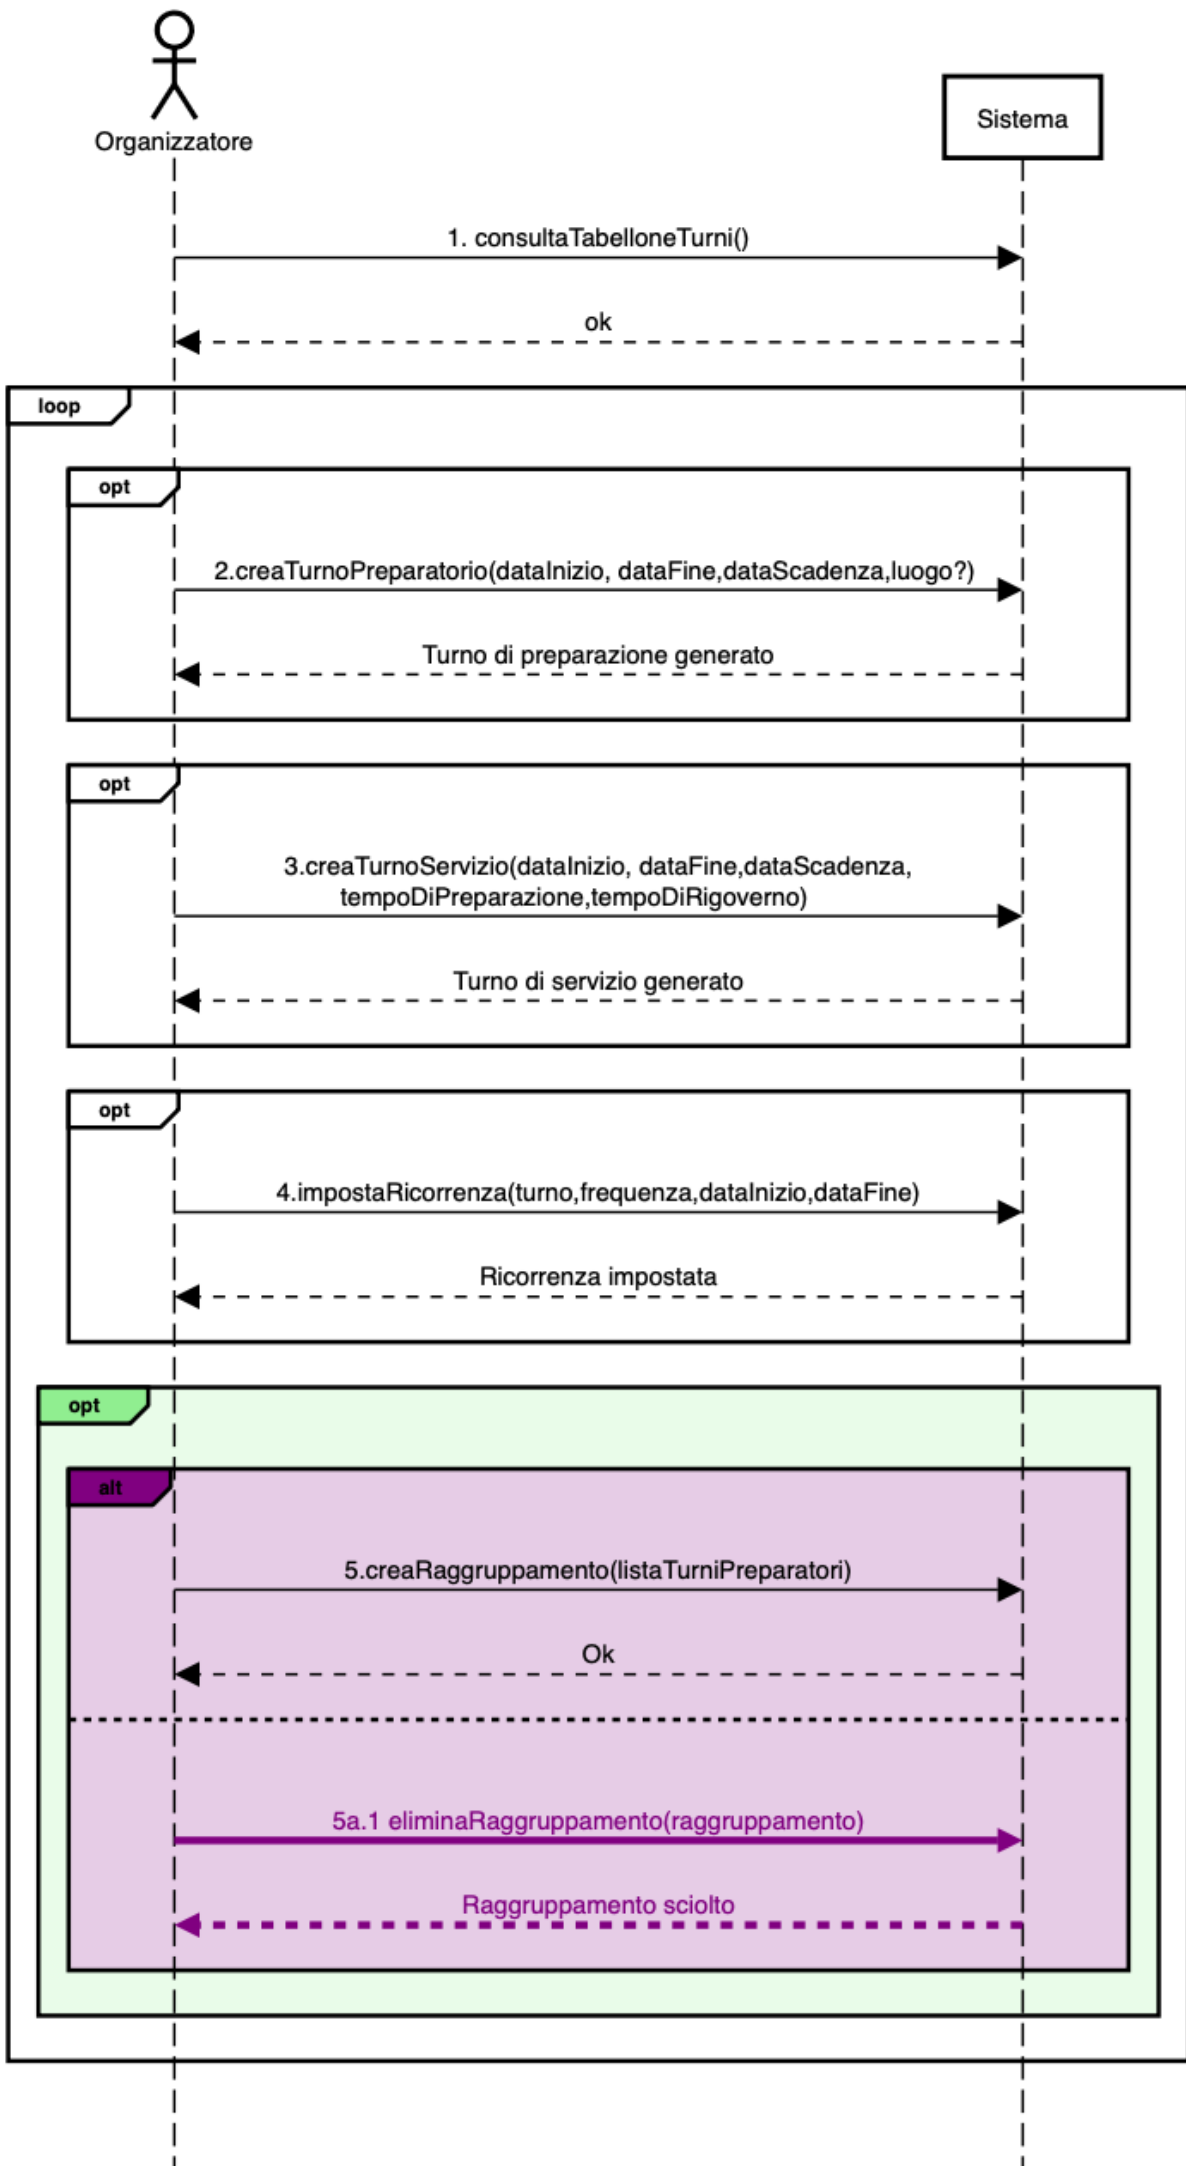 Organizzatore
Sistema
1. consultaTabelloneTurni()
ok
loop
opt
2.creaTurnoPreparatorio(dataInizio, dataFine,dataScadenza,luogo?)
Turno di preparazione generato
opt
3.creaTurnoServizio(dataInizio, dataFine,dataScadenza,
tempoDiPreparazione,tempoDiRigoverno)
Turno di servizio generato
opt
4.impostaRicorrenza(turno,frequenza,dataInizio,dataFine)
Ricorrenza impostata
opt
alt
5.creaRaggruppamento(listaTurniPreparatori)
Ok
5a.1 eliminaRaggruppamento(raggruppamento)
Raggruppamento sciolto